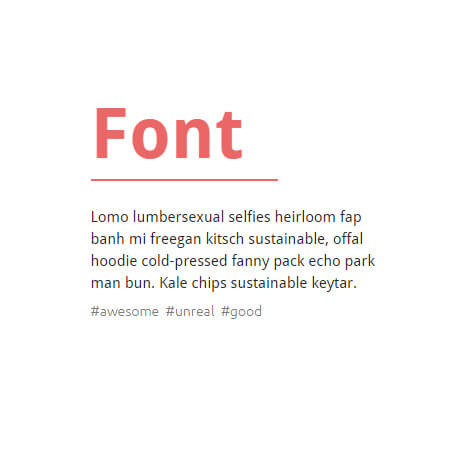 Font
Lomo lumbersexual selfies heirloom fap
banh mi freegan kitsch sustainable, offal
hoodie cold-pressed fanny pack echo park
man bun. Kale chips sustainable keytar.
#awesome #unreal #good